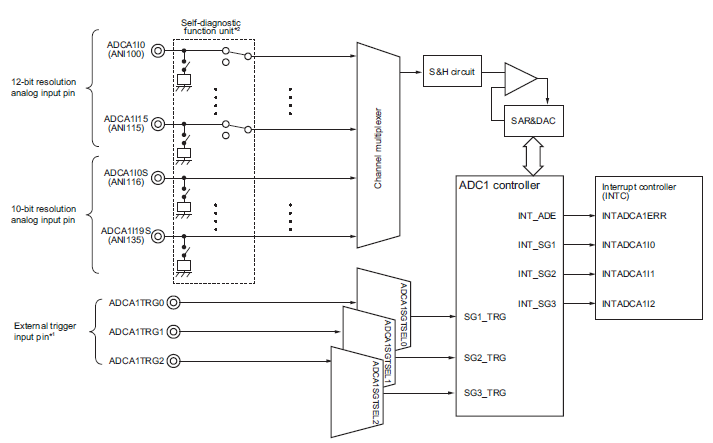 Self-diagnostic
function unit*2
ADCA1I0
(ANI100)
12-bit resolution
analog input pin
ADCA1I15
(ANI115)
ADCA1I0S
(ANI116)
10-bit resolution
analog input pin
ADCA1I19S
(ANI135)
Channel multiplexer
S&H circuit
SAR&DAC
ADC1 controller
INT_ADE
INT_SG1
INT_SG2
INT_SG3
SG1_TRG
SG2_TRG
SG3_TRG
Interrupt controller
(INTC)
INTADCA1ERR
INTADCA1I0
INTADCA1I1
INTADCA1I2
External trigger
input pin*1
ADCA1TRG0
ADCA1TRG1
ADCA1TRG2
ADCA1SGTSEL0
ADCA1SGTSEL1
ADCA1SGTSEL2